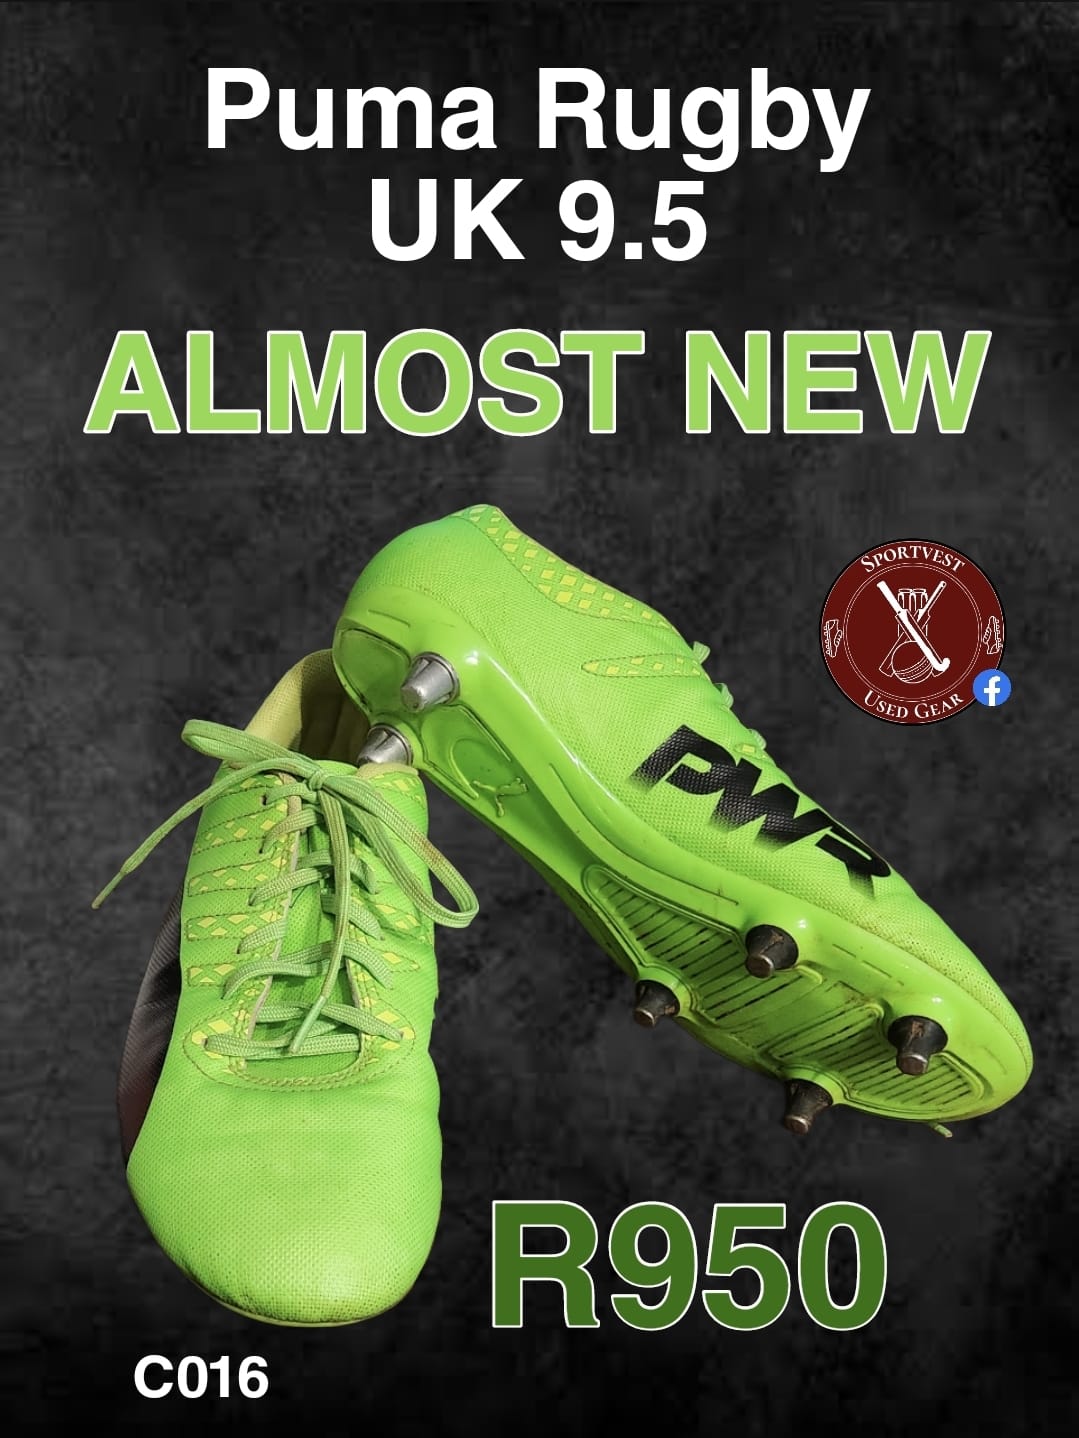 Puma Rugby
UK 9.5
ALMOST NEW
SPORTVEST
USED GEAR
f
PWR
R950
C016